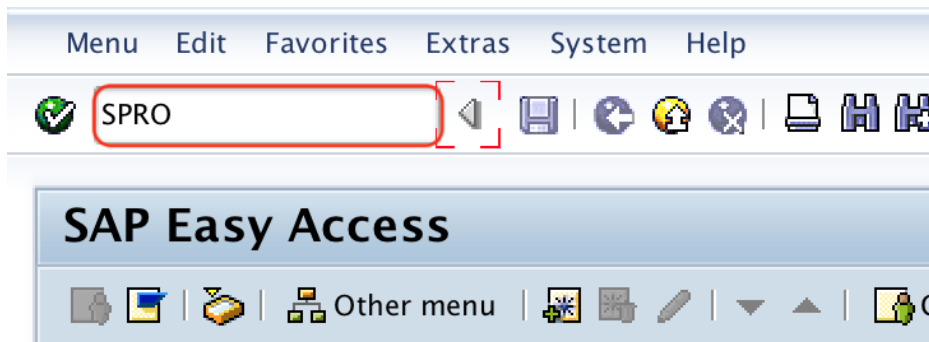 Menu Edit Favorites Extras System Help
SPRO
SAP Easy Access
Other menu